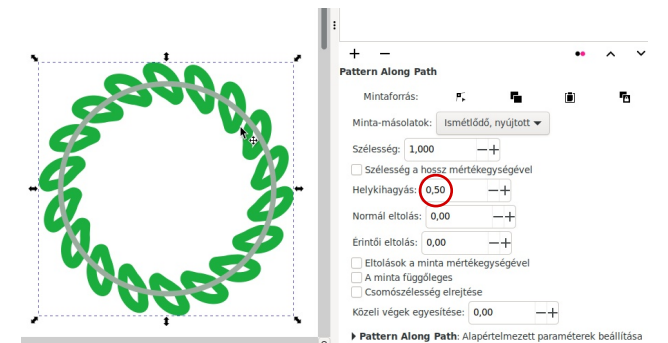 Pattern Along Path
Mintaforrás:
Minta-másolatok: Ismétlődő, nyújtott
Szélesség: 1,000
Szélesség a hossz mértékegységével
Helykihagyás: 0,50
Normál eltolás: 0,00
Érintői eltolás: 0,00
Eltolások a minta mértékegységével
A minta függőleges
Csomószélesség elrejtése
Közeli végek egyesítése: 0,00
Pattern Along Path: Alapértelmezett paraméterek beállítása